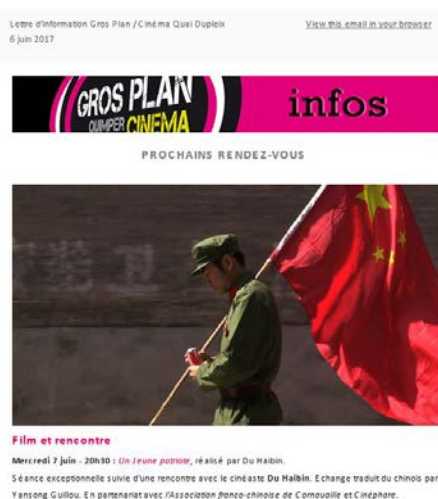 Lettre d'information Gros Plan / Cinéma Quai Dupleix
View this email in your browser
6 juin 2017
GROS PLAN
QUIMPER CINEMA
infos
PROCHAINS RENDEZ-VOUS
Film et rencontre
Mercredi 7 juin - 20h30 : Un Jeune patriote, réalisé par Du Haibin.
Séance exceptionnelle suivie d'une rencontre avec le cinéaste Du Haibin. Echange traduit du chinois par
Yansong Guillou. En partenariat avec l'Association franco-chinoise de Cornouaille et Cinéphare.